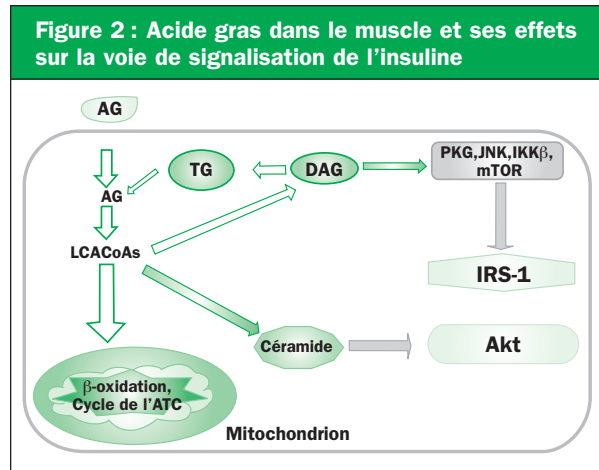 Figure 2 : Acide gras dans le muscle et ses effets
sur la voie de signalisation de l'insuline
AG
PKG,JNK,IKKβ,
mTOR
TG
DAG
AG
LCACoAs
IRS-1
Céramide
Akt
β-oxidation,
Cycle de l'ATC
Mitochondrion